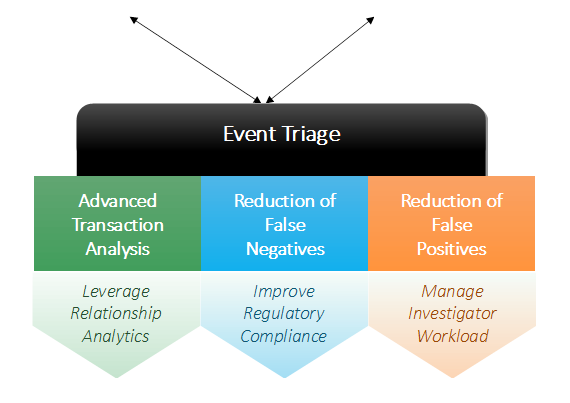 Event Triage
Advanced
Transaction
Analysis
Reduction of
False
Negatives
Reduction of
False
Positives
Leverage
Relationship
Analytics
Improve
Regulatory
Compliance
Manage
Investigator
Workload